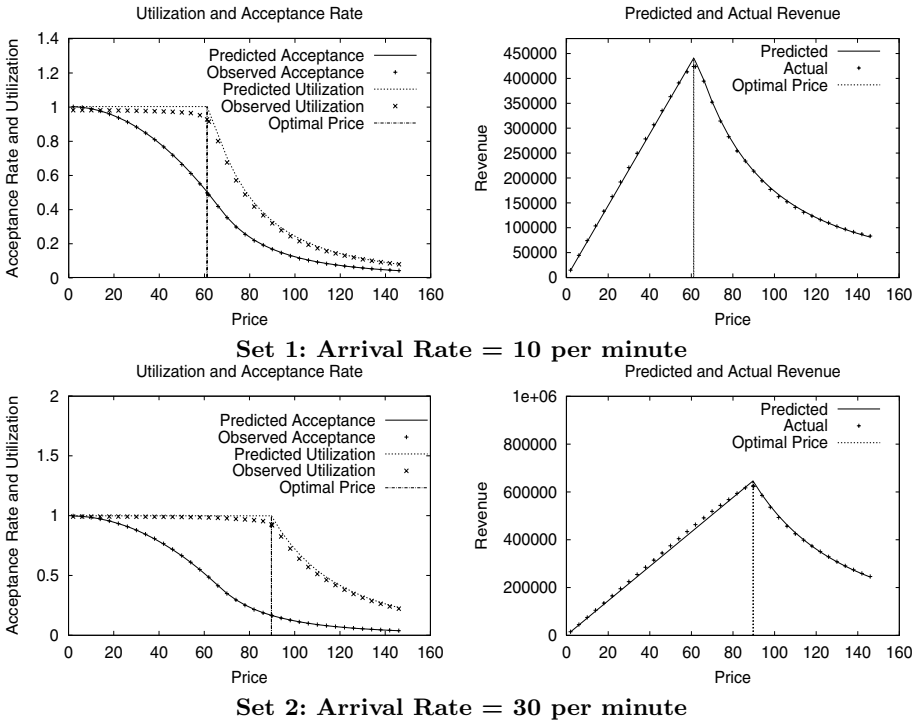 Utilization and Acceptance Rate
Acceptance Rate and Utilization
1.4
1.2
1
0.8
0.6
0.4
0.2
0
Predicted Acceptance
Observed Acceptance
Predicted Utilization
Observed Utilization
Optimal Price
0 20 40 60 80 100 120 140 160
Price
Predicted and Actual Revenue
Revenue
450000
400000
350000
300000
250000
200000
150000
100000
50000
0
Predicted
Actual
Optimal Price
0 20 40 60 80 100 120 140 160
Price
Set 1: Arrival Rate = 10 per minute
Utilization and Acceptance Rate
Acceptance Rate and Utilization
2
1.5
1
0.5
0
Predicted Acceptance
Observed Acceptance
Predicted Utilization
Observed Utilization
Optimal Price
0 20 40 60 80 100 120 140 160
Price
Predicted and Actual Revenue
Revenue
1e+06
800000
600000
400000
200000
0
Predicted
Actual
Optimal Price
0 20 40 60 80 100 120 140 160
Price
Set 2: Arrival Rate = 30 per minute